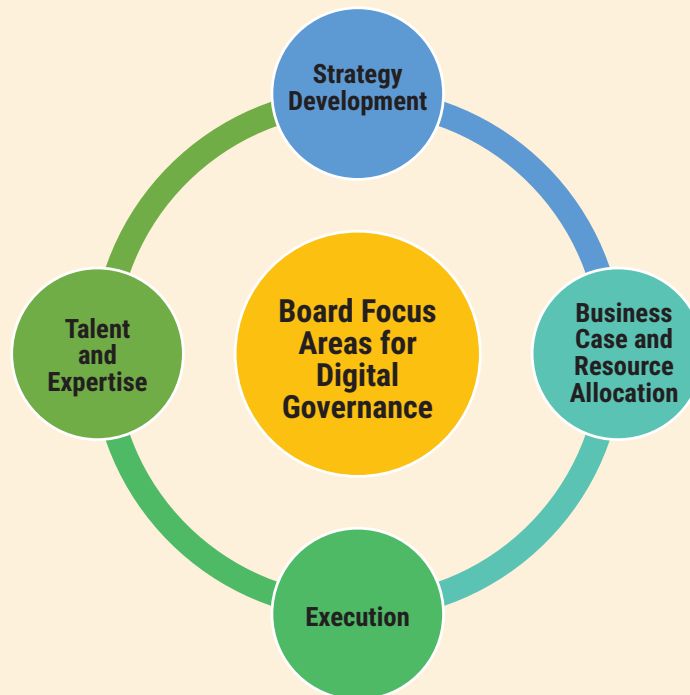 Strategy
Development
Board Focus
Areas for
Digital
Governance
Business
Case and
Resource
Allocation
Talent
and
Expertise
Execution